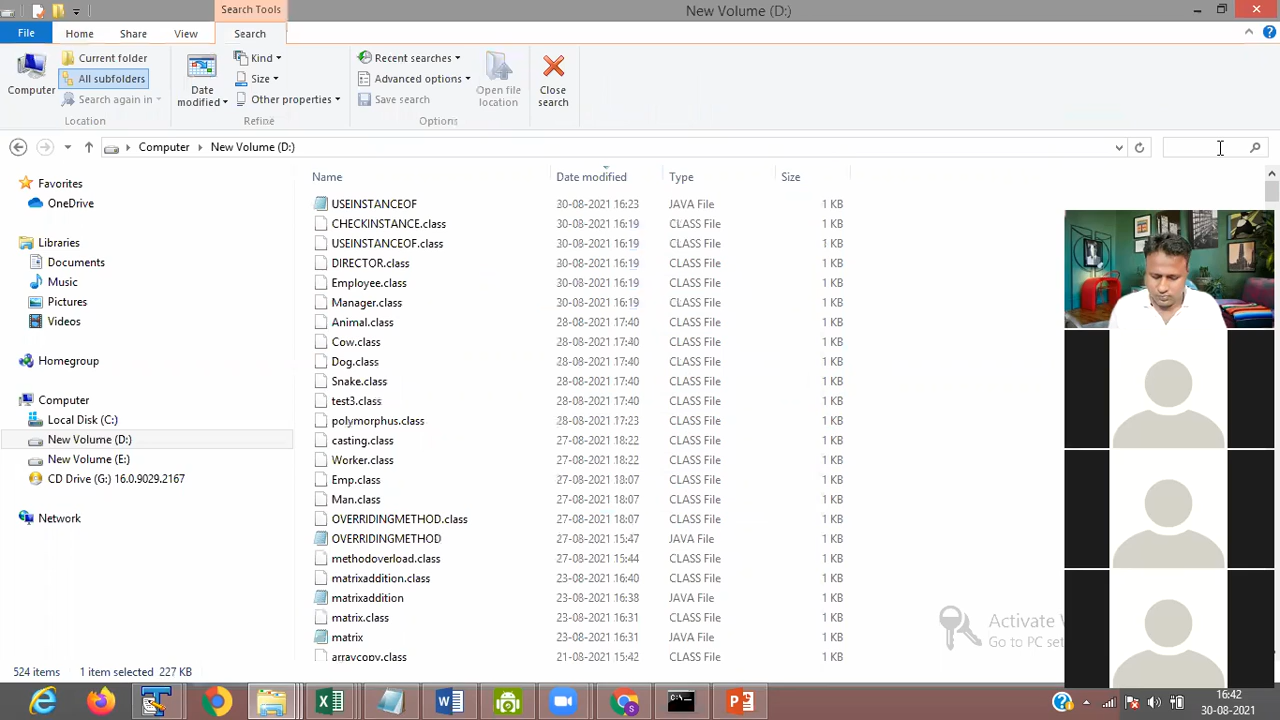 Search Tools
New Volume (D:)
File
Home
Share
View
Search
Computer
Current folder
All subfolders
Search again in
Location
Date modified
Kind
Size
Other properties
Refine
Recent searches
Advanced options
Save search
Options
Open file location
Close search
Computer
New Volume (D:)
Name Date modified Type Size
Favorites
OneDrive
Libraries
Documents
Music
Pictures
Videos
Homegroup
Computer
Local Disk (C:)
New Volume (D:)
New Volume (E:)
CD Drive (G:) 16.0.9029.2167
Network
USEINSTANCEOF 30-08-2021 16:23 JAVA File 1 KB
CHECKINSTANCE.class 30-08-2021 16:19 CLASS File 1 KB
USEINSTANCEOF.class 30-08-2021 16:19 CLASS File 1 KB
DIRECTOR.class 30-08-2021 16:19 CLASS File 1 KB
Employee.class 30-08-2021 16:19 CLASS File 1 KB
Manager.class 30-08-2021 16:19 CLASS File 1 KB
Animal.class 28-08-2021 17:40 CLASS File 1 KB
Cow.class 28-08-2021 17:40 CLASS File 1 KB
Dog.class 28-08-2021 17:40 CLASS File 1 KB
Snake.class 28-08-2021 17:40 CLASS File 1 KB
test3.class 28-08-2021 17:40 CLASS File 1 KB
polymorphus.class 28-08-2021 17:23 CLASS File 1 KB
casting.class 27-08-2021 18:22 CLASS File 1 KB
Worker.class 27-08-2021 18:22 CLASS File 1 KB
Emp.class 27-08-2021 18:07 CLASS File 1 KB
Man.class 27-08-2021 18:07 CLASS File 1 KB
OVERRIDINGMETHOD.class 27-08-2021 18:07 CLASS File 1 KB
OVERRIDINGMETHOD 27-08-2021 15:47 JAVA File 1 KB
methodoverload.class 27-08-2021 15:44 CLASS File 1 KB
matrixaddition.class 23-08-2021 16:40 CLASS File 1 KB
matrixaddition 23-08-2021 16:38 JAVA File 1 KB
matrix.class 23-08-2021 16:31 CLASS File 1 KB
matrix 23-08-2021 16:31 JAVA File 1 KB
arraycopy.class 21-08-2021 15:42 CLASS File 1 KB
Activate W
Go to PC set
524 items 1 item selected 227 KB
16:42
30-08-2021